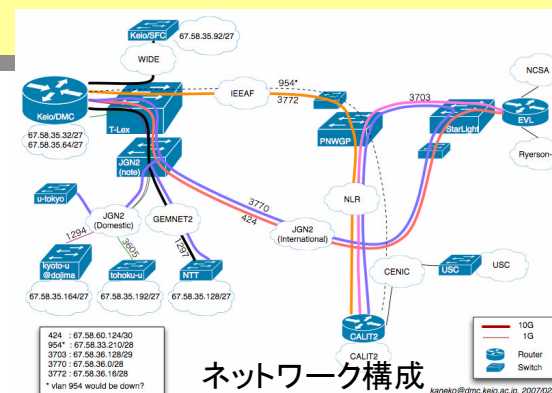 Keio/SFC
67.58.35.92/27
WIDE
Keio/DMC
67.58.35.32/27
67.58.35.64/27
T-Lex
IEEAF
954*
3772
PNWGP
3703
StarLight
EVL
NCSA
Ryerson-
JGN2
(note)
u-tokyo
JGN2
(Domestic)
GEMNET2
1294
3605
1297
3770
424
JGN2
(International)
NLR
CENIC
USC
USC
kyoto-u
@dojima
tohoku-u
NTT
67.58.35.164/27
67.58.35.192/27
67.58.35.128/27
CALIT2
CALIT2
424 : 67.58.60.124/30
954* : 67.58.33.210/28
3703 : 67.58.36.128/29
3770 : 67.58.36.0/28
3772 : 67.58.36.16/28
* vlan 954 would be down?
ネットワーク構成
10G
1G
Router
Switch
kaneko@dmc.keio.ac.jp, 2007/02